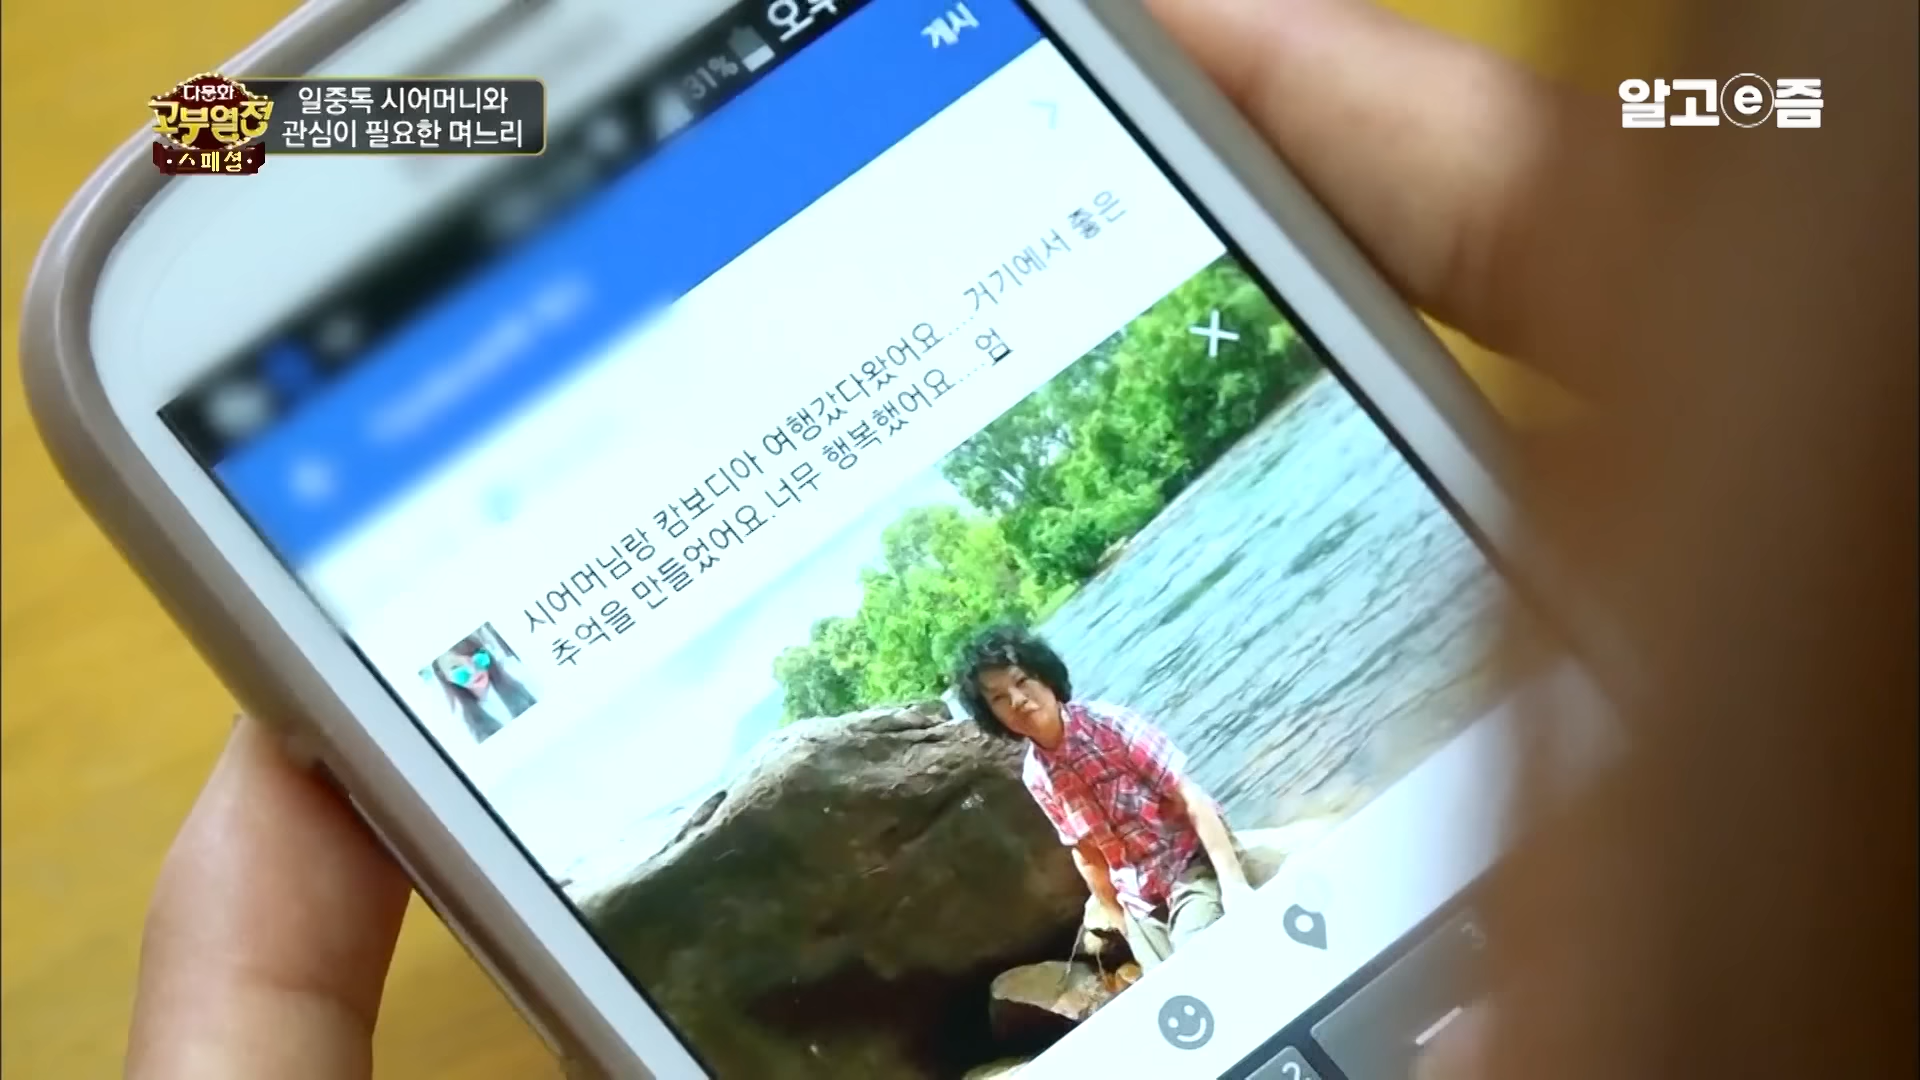 다문화
고부열전
·스페셜·
일중독 시어머니와
관심이 필요한 며느리
알고e즘
31%
게시
시어머님랑 캄보디아 여행갔다왔어요....거기에서 좋은
추억을 만들었어요.너무 행복했어요.....엄